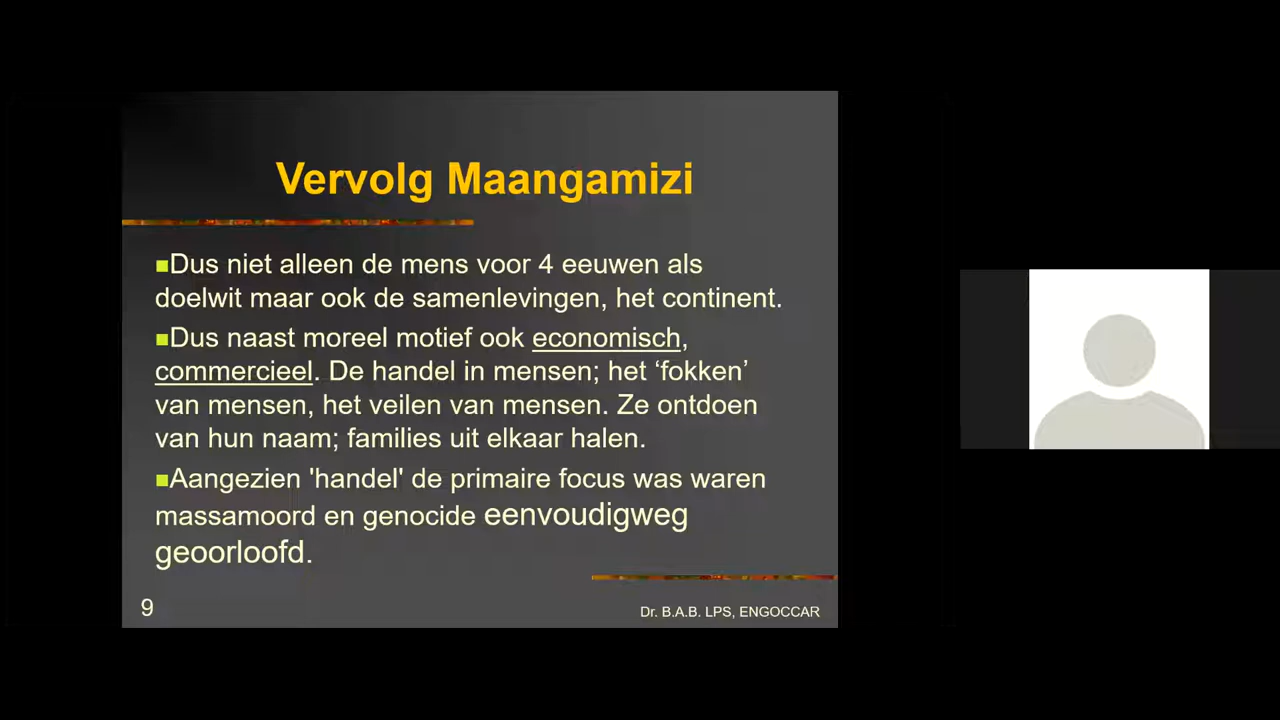 Vervolg Maangamizi
■Dus niet alleen de mens voor 4 eeuwen als
doelwit maar ook de samenlevingen, het continent.
■Dus naast moreel motief ook economisch,
commercieel. De handel in mensen; het ‘fokken’
van mensen, het veilen van mensen. Ze ontdoen
van hun naam; families uit elkaar halen.
■Aangezien 'handel' de primaire focus was waren
massamoord en genocide eenvoudigweg
geoorloofd.
9
Dr. B.A.B. LPS, ENGOCCAR